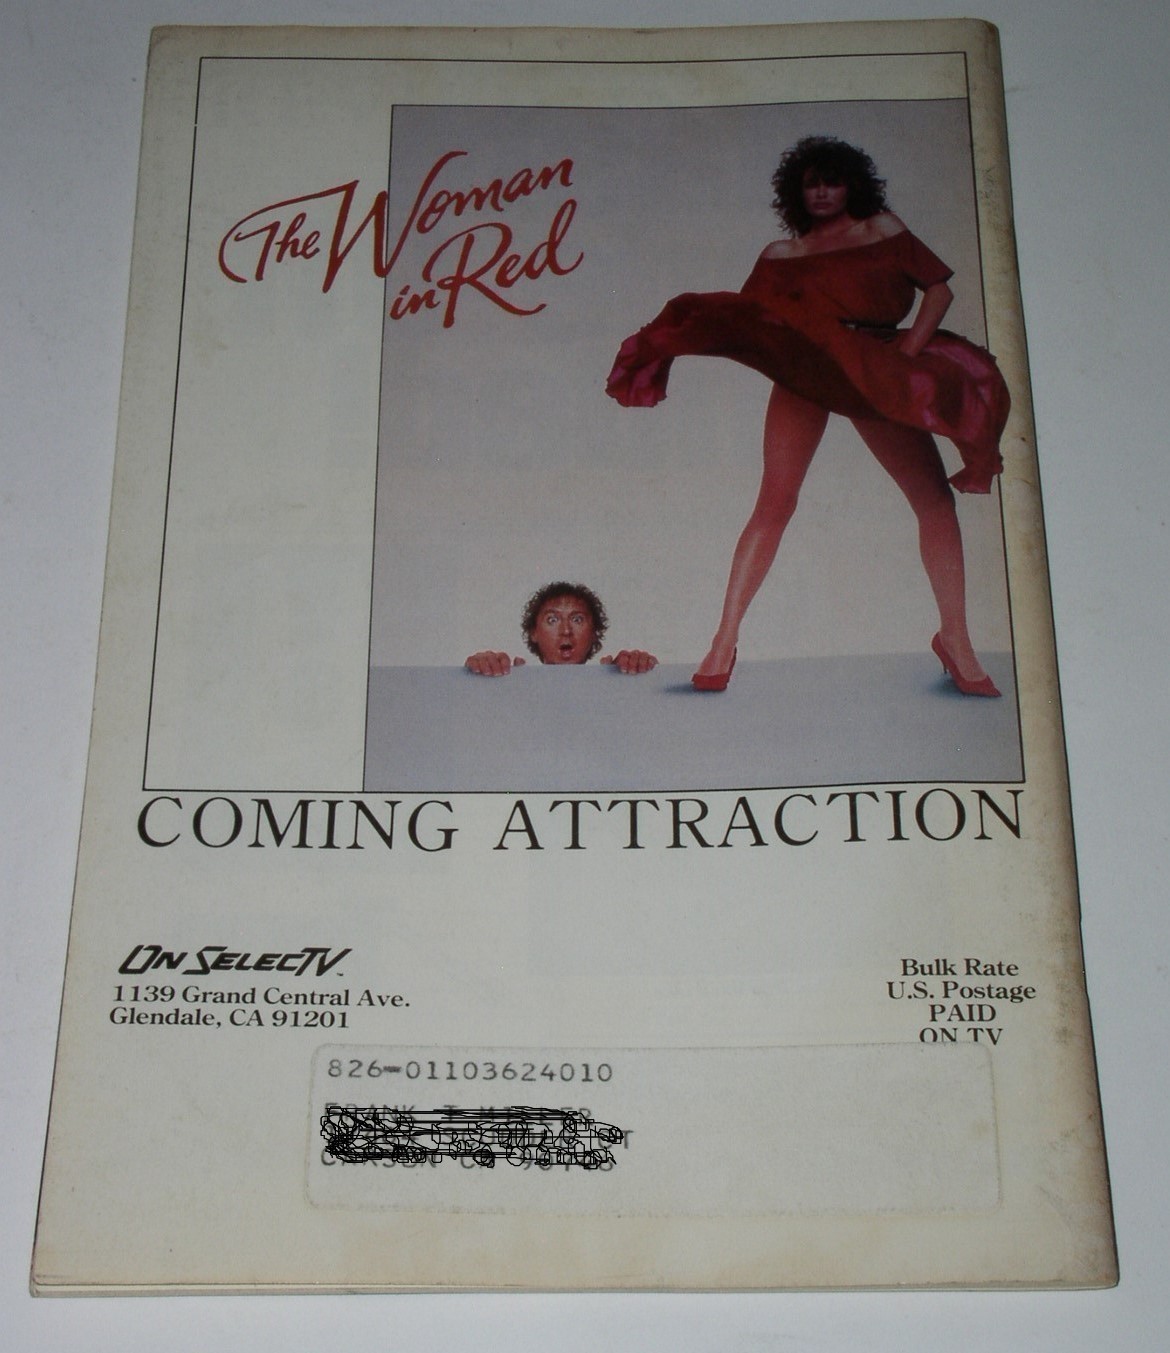 The Woman
in Red
COMING ATTRACTION
ON SELECTV™
1139 Grand Central Ave.
Glendale, CA 91201
Bulk Rate
U.S. Postage
PAID
ON TV
826-01103624010